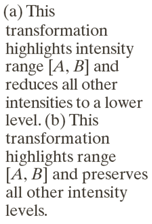 (a) This
transformation
highlights intensity
range [A, B] and
reduces all other
intensities to a lower
level. (b) This
transformation
highlights range
[A, B] and preserves
all other intensity
levels.